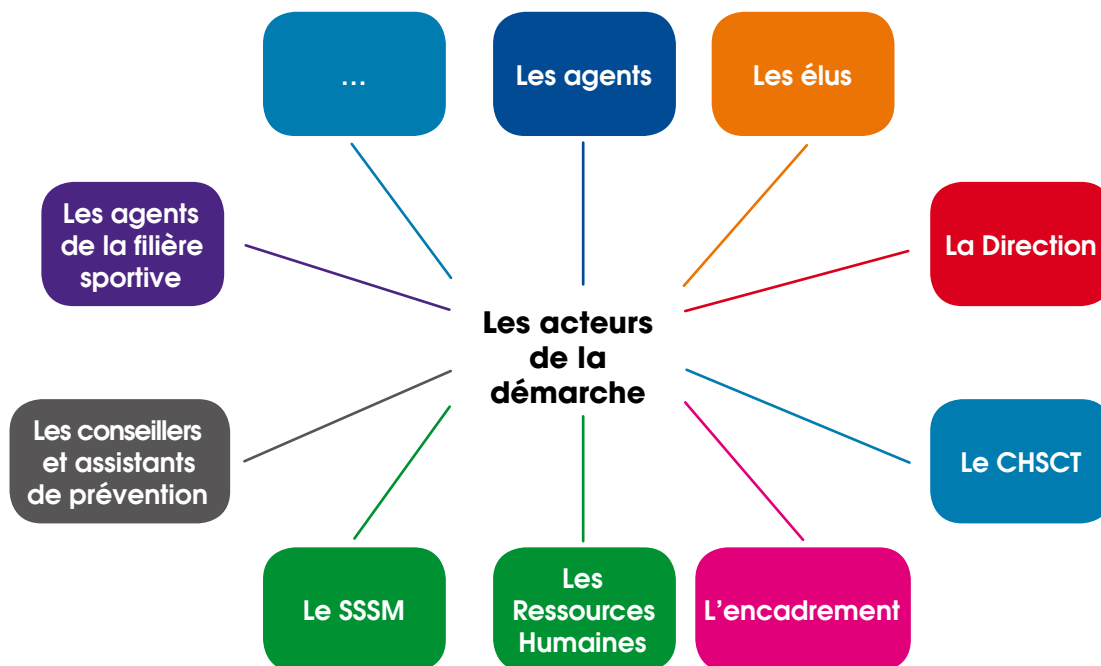 …
Les agents
Les élus
Les agents
de la filière
sportive
La Direction
Les acteurs
de la
démarche
Les conseillers
et assistants
de prévention
Le CHSCT
Le SSSM
Les
Ressources
Humaines
L'encadrement